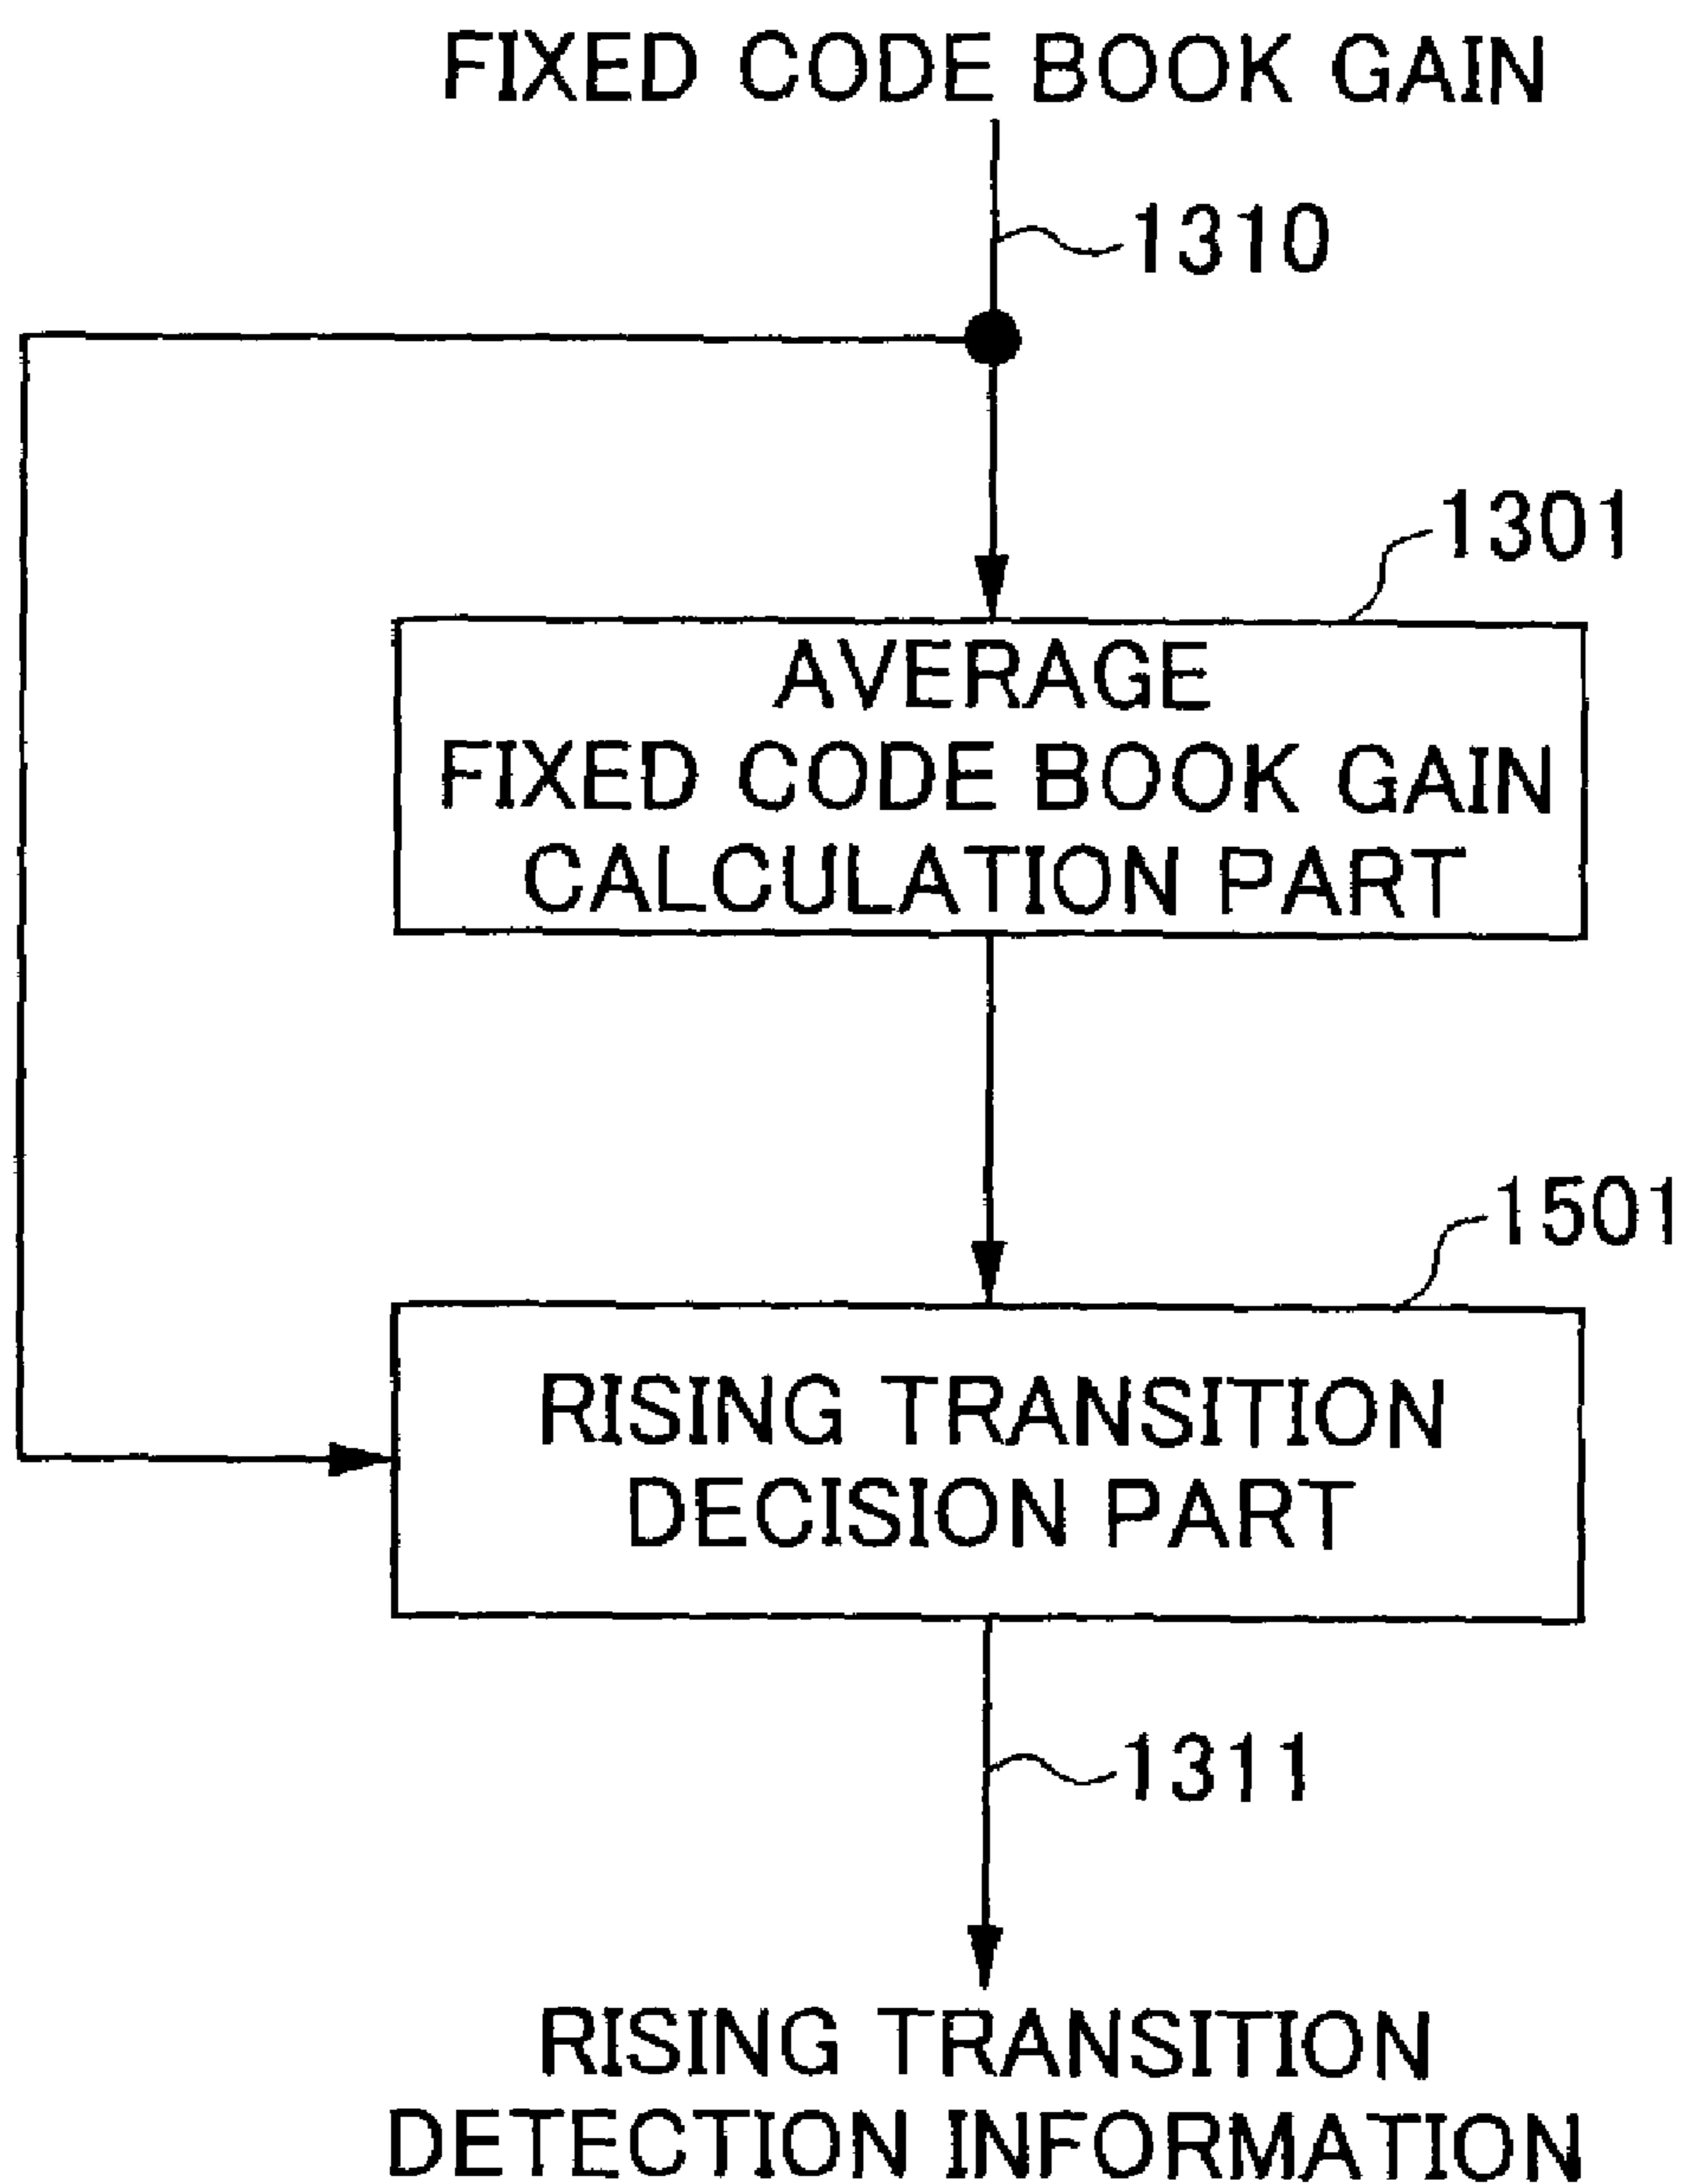 FIXED CODE BOOK GAIN
1310
1301
AVERAGE
FIXED CODE BOOK GAIN
CALCULATION PART
1501
RISING TRANSITION
DECISION PART
1311
RISING TRANSITION
DETECTION INFORMATION